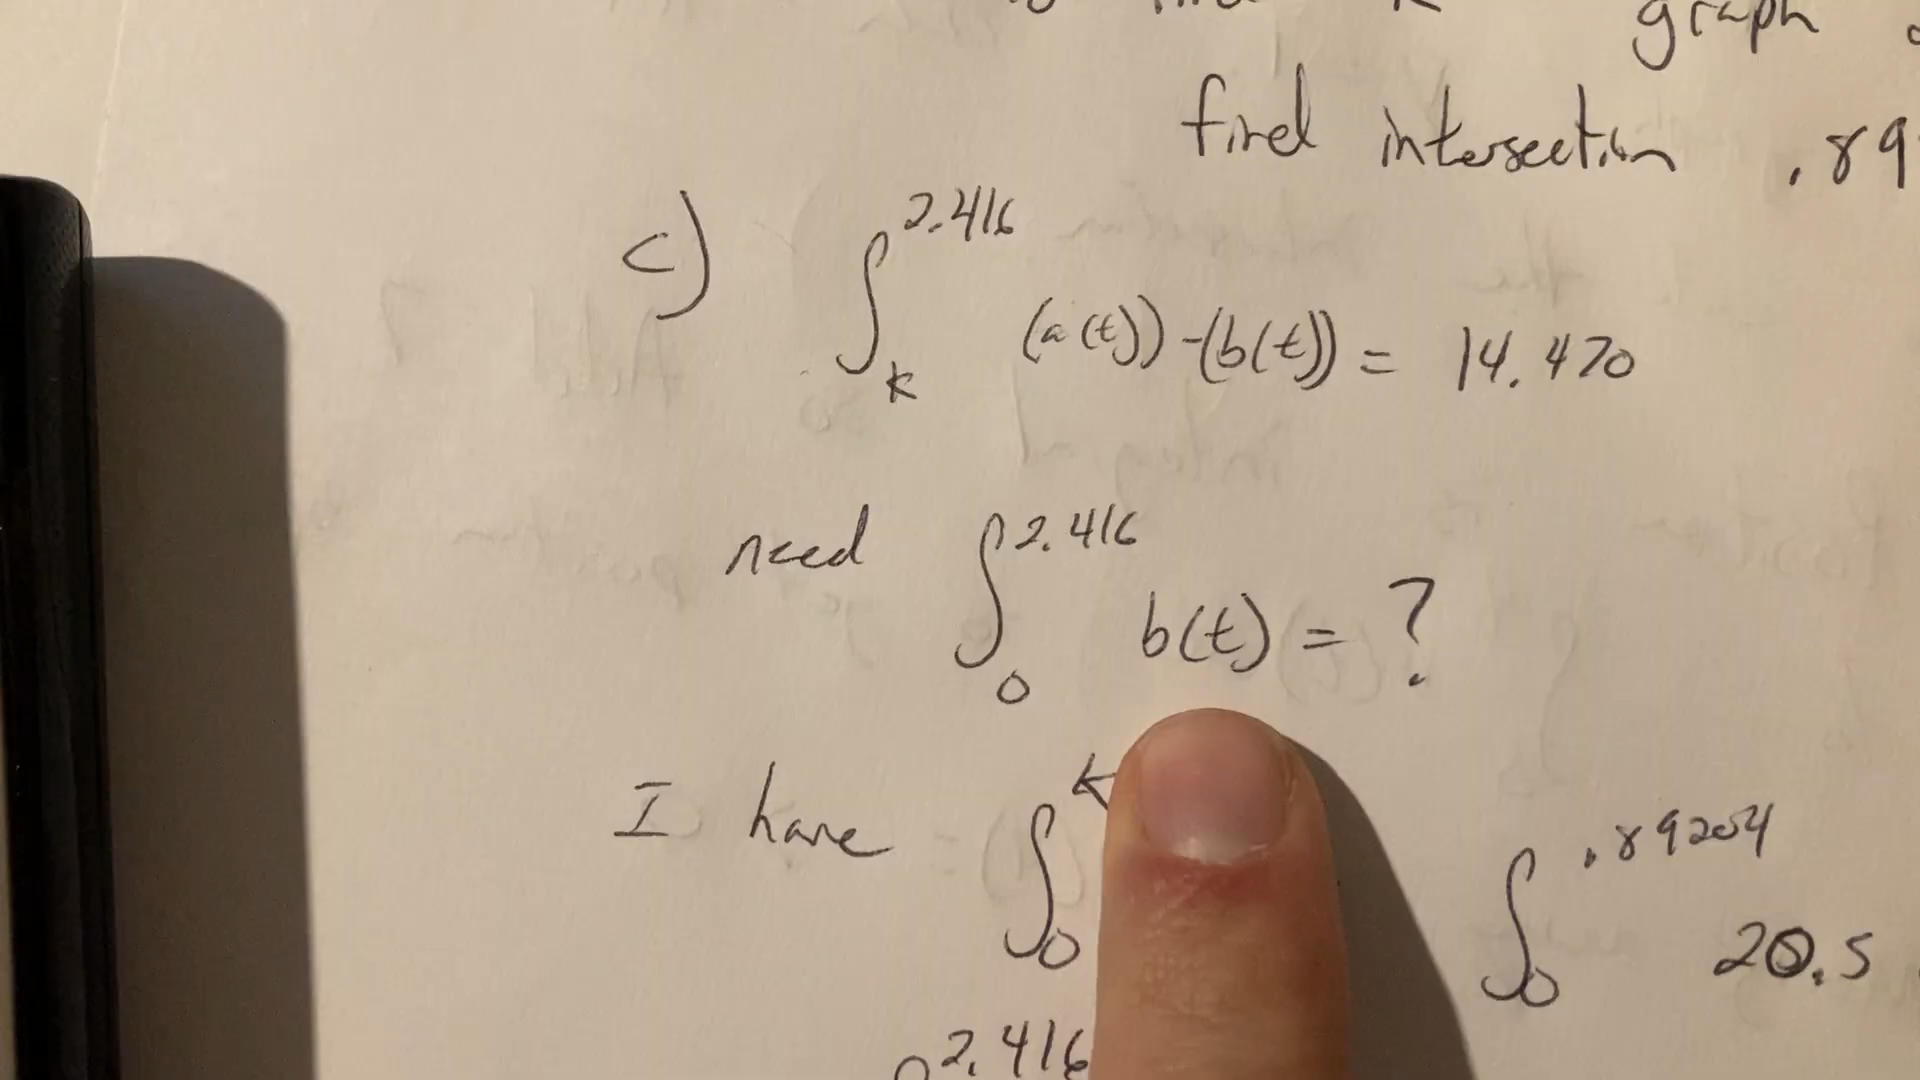 graph
find intersection .89
c) ∫ 2.416 k (a(t)) - (b(t)) = 14.470
need ∫ 2.416 0 b(t) = ?
I have ∫ 0 ∫ .89204 0 20.5
2.416